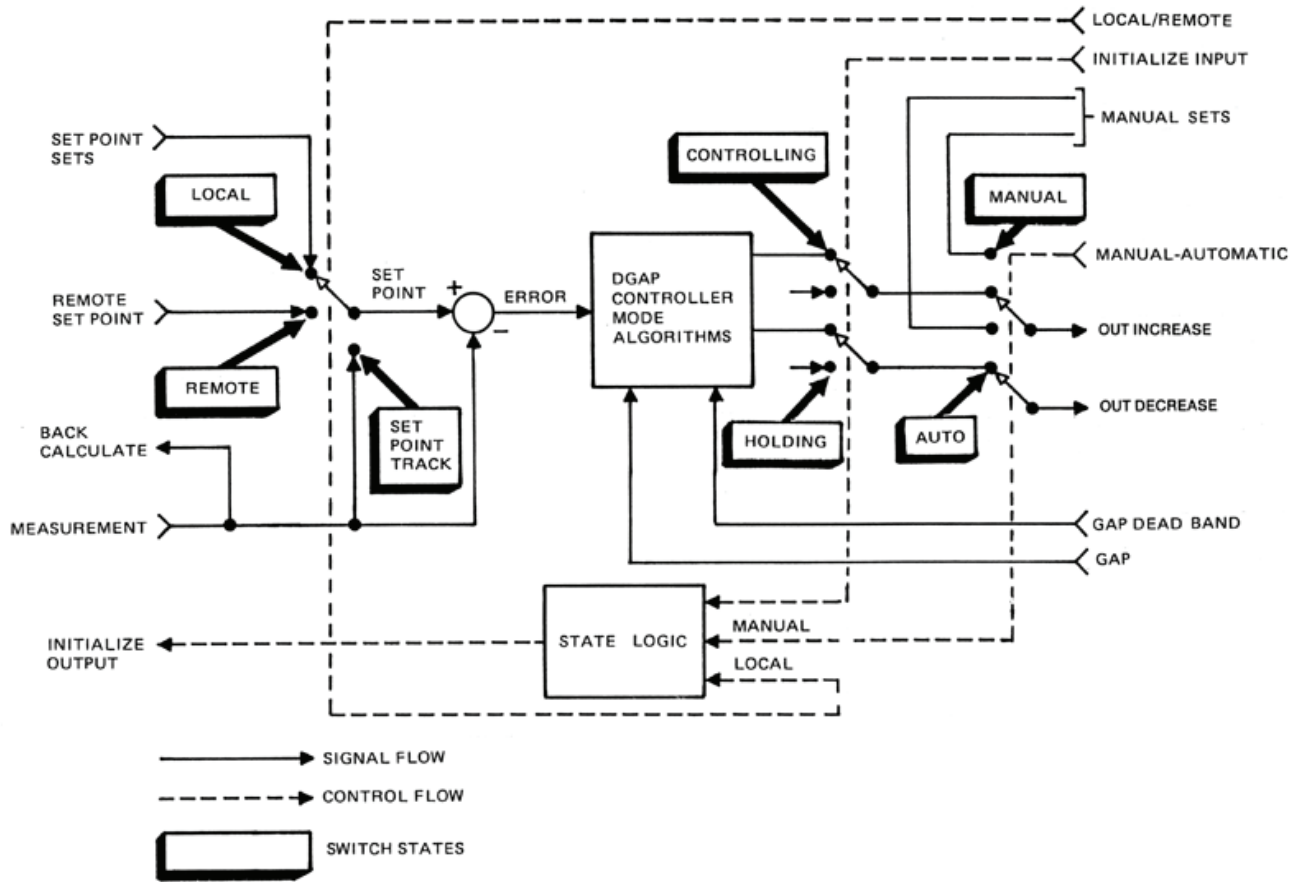 LOCAL/REMOTE
INITIALIZE INPUT
MANUAL SETS
SET POINT
SETS
CONTROLLING
LOCAL
MANUAL
MANUAL-AUTOMATIC
SET
POINT
+
−
ERROR
DGAP
CONTROLLER
MODE
ALGORITHMS
REMOTE
SET POINT
OUT INCREASE
REMOTE
SET
POINT
TRACK
HOLDING
AUTO
OUT DECREASE
BACK
CALCULATE
MEASUREMENT
GAP DEAD BAND
GAP
INITIALIZE
OUTPUT
STATE LOGIC
MANUAL
LOCAL
SIGNAL FLOW
CONTROL FLOW
SWITCH STATES